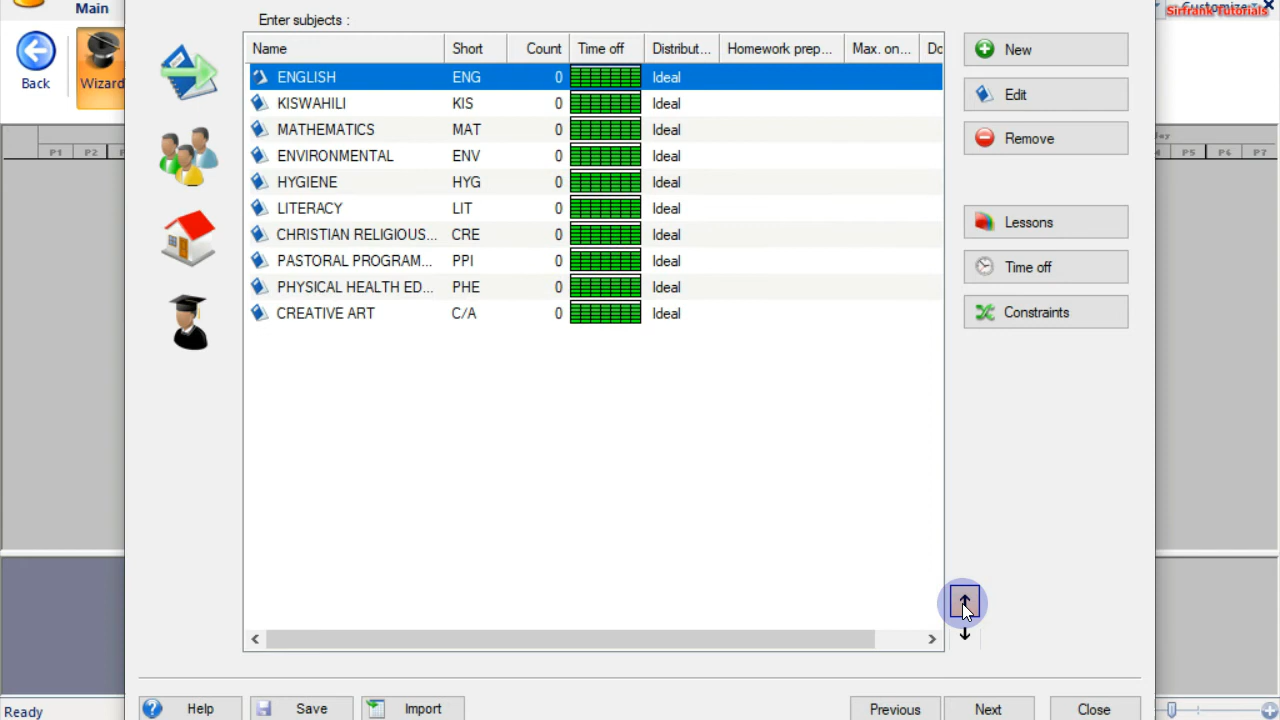 Main
Customize
Sirfrank Tutorials
Back
Wizard
Enter subjects :
Name Short Count Time off Distribut... Homework prep... Max. on... Do
ENGLISH ENG 0 Ideal
KISWAHILI KIS 0 Ideal
MATHEMATICS MAT 0 Ideal
ENVIRONMENTAL ENV 0 Ideal
HYGIENE HYG 0 Ideal
LITERACY LIT 0 Ideal
CHRISTIAN RELIGIOUS... CRE 0 Ideal
PASTORAL PROGRAM... PPI 0 Ideal
PHYSICAL HEALTH ED... PHE 0 Ideal
CREATIVE ART C/A 0 Ideal
New
Edit
Remove
Lessons
Time off
Constraints
P1 P2 P
4 P5 P6 P7
Help Save Import Previous Next Close
Ready